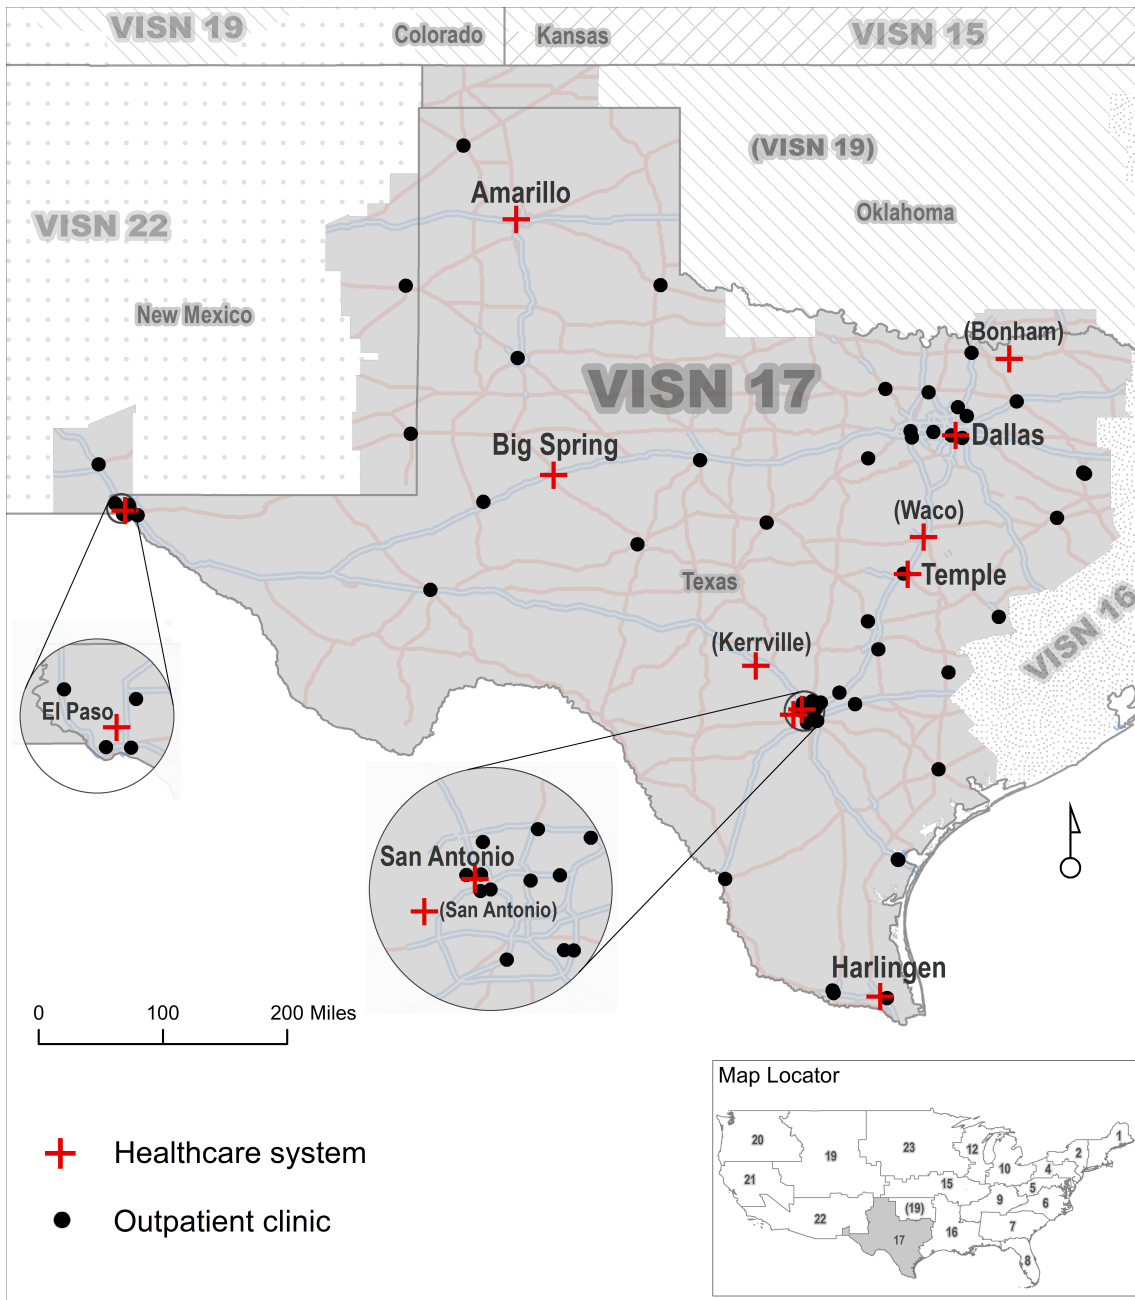 VISN 19
Colorado
Kansas
VISN 15
(VISN 19)
Oklahoma
Amarillo
VISN 22
New Mexico
(Bonham)
VISN 17
Dallas
Big Spring
(Waco)
Texas
Temple
VISN 16
(Kerrville)
El Paso
San Antonio
(San Antonio)
Harlingen
0 100 200 Miles
Healthcare system
Outpatient clinic
Map Locator
1
2
20
23
12
19
10
4
21
15
5
9
6
22
(19)
17
16
7
8